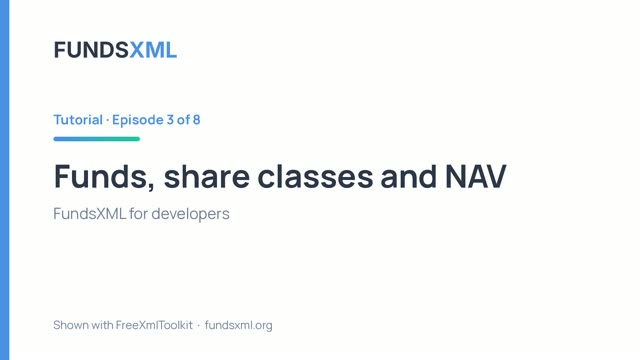 FUNDSXML
Tutorial · Episode 3 of 8
Funds, share classes and NAV
FundsXML for developers
Shown with FreeXmlToolkit · fundsxml.org